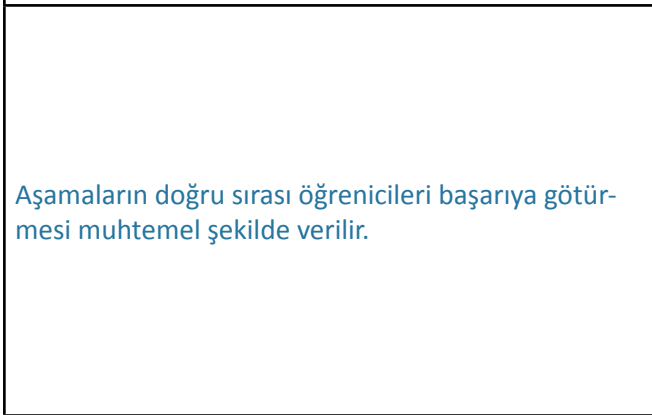 Aşamaların doğru sırası öğrenicileri başarıya götür-
mesi muhtemel şekilde verilir.